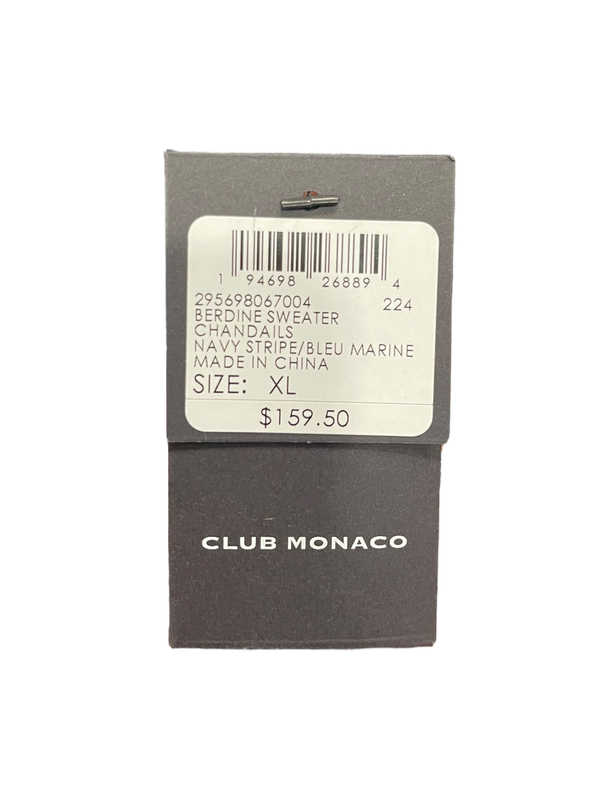 1 94698 26889 4
295698067004 224
BERDINE SWEATER
CHANDAILS
NAVY STRIPE/BLEU MARINE
MADE IN CHINA
SIZE: XL
$159.50
CLUB MONACO